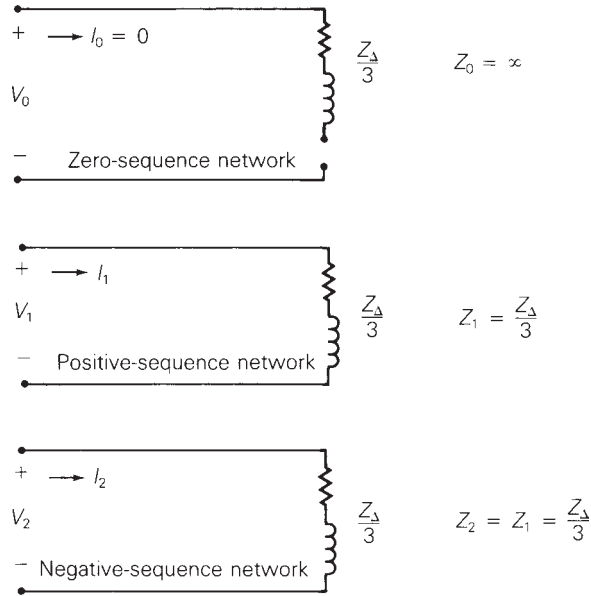 + I₀ = 0
V₀
− Zero-sequence network
Z_Δ/3
Z₀ = ∞
+ I₁
V₁
− Positive-sequence network
Z_Δ/3
Z₁ = Z_Δ/3
+ I₂
V₂
− Negative-sequence network
Z_Δ/3
Z₂ = Z₁ = Z_Δ/3